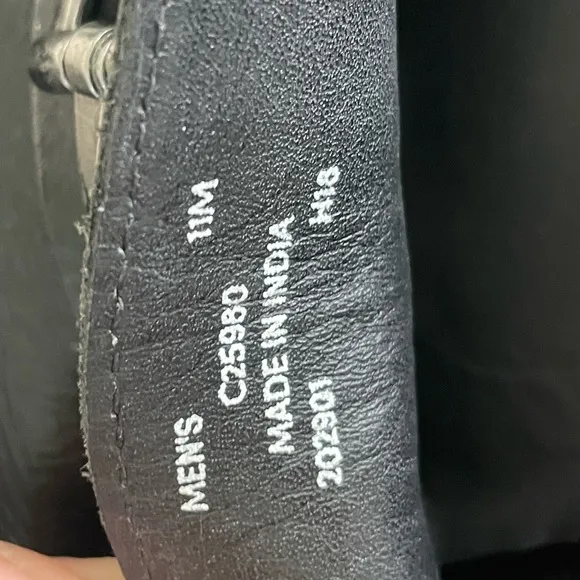 MEN'S 11M
C25980
MADE IN INDIA
202901 H18